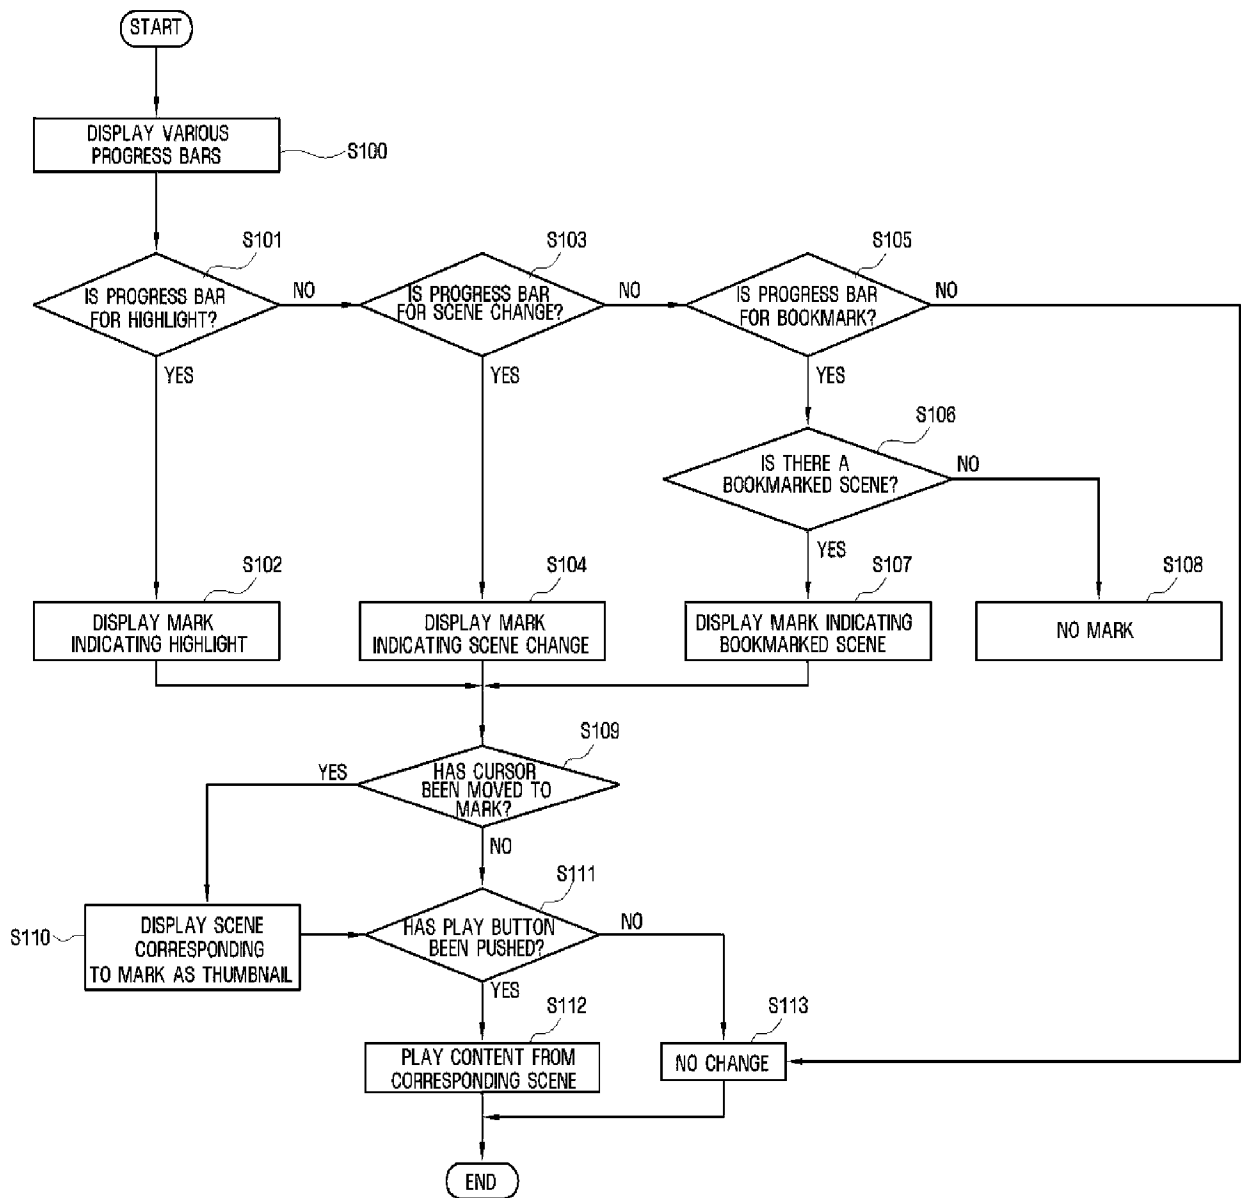 START
DISPLAY VARIOUS
PROGRESS BARS
S100
S101
IS PROGRESS BAR
FOR HIGHLIGHT?
NO
YES
S103
IS PROGRESS BAR
FOR SCENE CHANGE?
NO
YES
S105
IS PROGRESS BAR
FOR BOOKMARK?
NO
YES
S106
IS THERE A
BOOKMARKED SCENE?
NO
YES
S102
DISPLAY MARK
INDICATING HIGHLIGHT
S104
DISPLAY MARK
INDICATING SCENE CHANGE
S107
DISPLAY MARK INDICATING
BOOKMARKED SCENE
S108
NO MARK
S109
HAS CURSOR
BEEN MOVED TO
MARK?
YES
NO
S110
DISPLAY SCENE
CORRESPONDING
TO MARK AS THUMBNAIL
S111
HAS PLAY BUTTON
BEEN PUSHED?
NO
YES
S112
PLAY CONTENT FROM
CORRESPONDING SCENE
S113
NO CHANGE
END